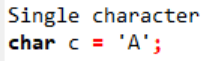 Single character
char c = 'A';